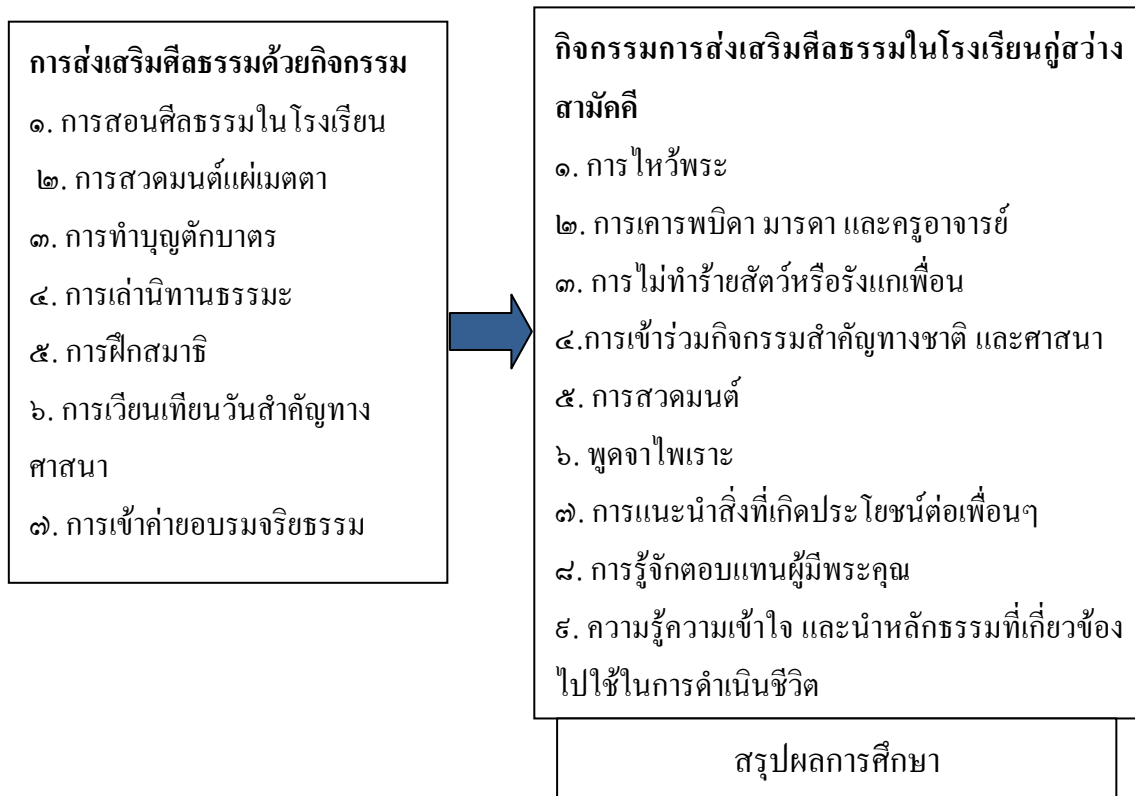 การส่งเสริมศีลธรรมด้วยกิจกรรม
๑. การสอนศีลธรรมในโรงเรียน
๒. การสวดมนต์แผ่เมตตา
๓. การทำบุญตักบาตร
๔. การเล่านิทานธรรมะ
๕. การฝึกสมาธิ
๖. การเวียนเทียนวันสำคัญทาง
ศาสนา
๗. การเข้าค่ายอบรมจริยธรรม
กิจกรรมการส่งเสริมศีลธรรมในโรงเรียนกู่สว่าง
สามัคคี
๑. การไหว้พระ
๒. การเคารพบิดา มารดา และครูอาจารย์
๓. การไม่ทำร้ายสัตว์หรือรังแกเพื่อน
๔.การเข้าร่วมกิจกรรมสำคัญทางชาติ และศาสนา
๕. การสวดมนต์
๖. พูดจาไพเราะ
๗. การแนะนำสิ่งที่เกิดประโยชน์ต่อเพื่อนๆ
๘. การรู้จักตอบแทนผู้มีพระคุณ
๙. ความรู้ความเข้าใจ และนำหลักธรรมที่เกี่ยวข้อง
ไปใช้ในการดำเนินชีวิต
สรุปผลการศึกษา